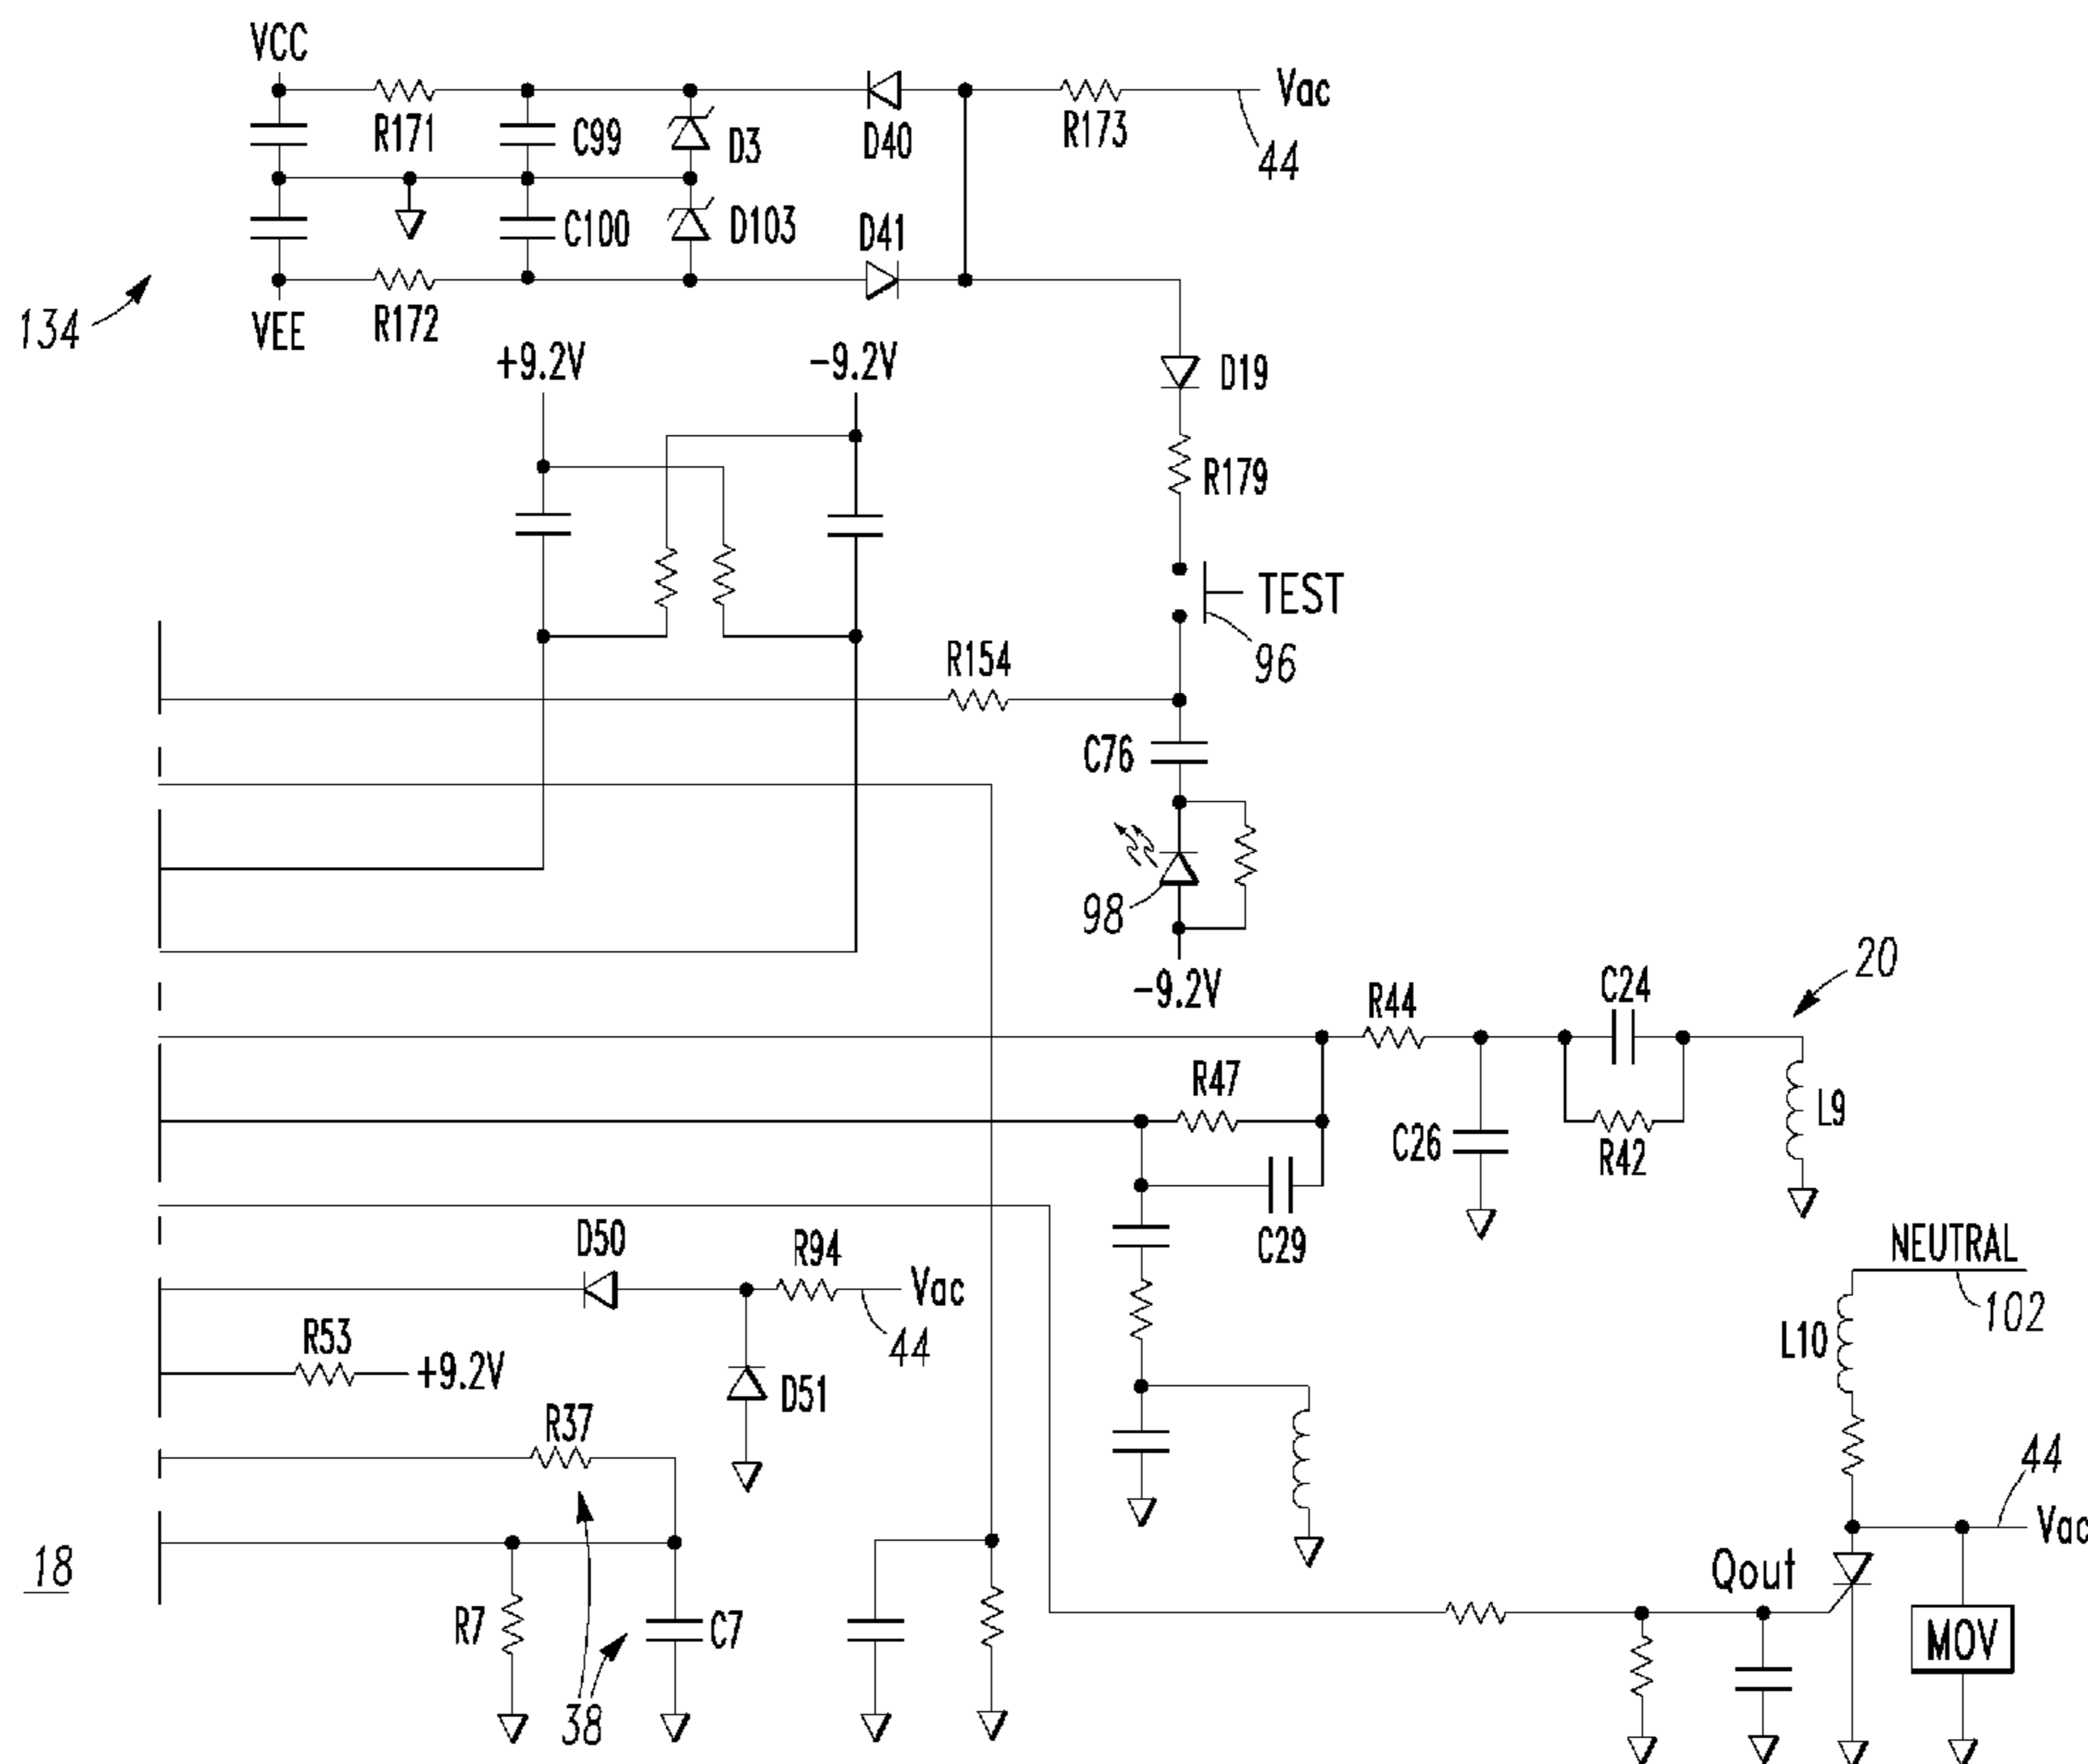 VCC
Vac
R171
C99
D3
D40
R173
44
C100
D103
D41
134
VEE
R172
+9.2V
-9.2V
D19
R179
TEST
96
R154
C76
98
-9.2V
20
R44
C24
R47
L9
C26
R42
C29
D50
R94
Vac
44
NEUTRAL
102
L10
R53
+9.2V
D51
R37
44
Vac
18
Qout
R7
C7
MOV
38